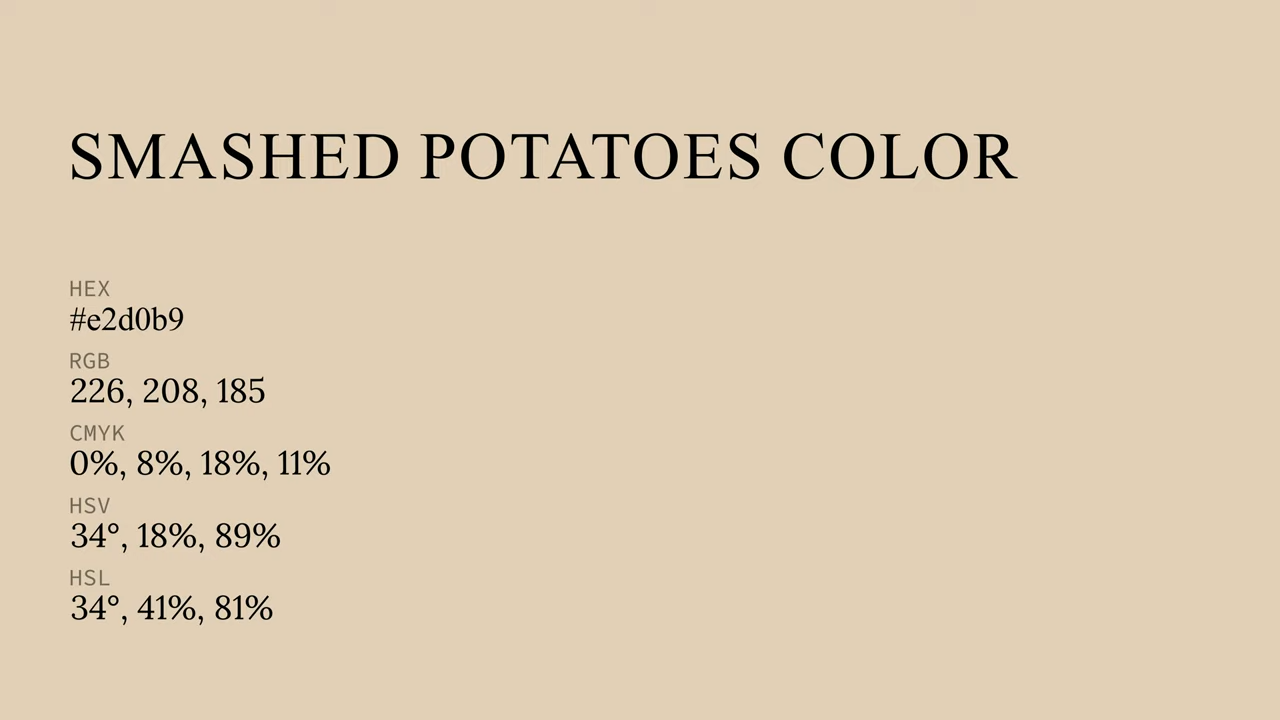 SMASHED POTATOES COLOR
HEX
#e2d0b9
RGB
226, 208, 185
CMYK
0%, 8%, 18%, 11%
HSV
34°, 18%, 89%
HSL
34°, 41%, 81%